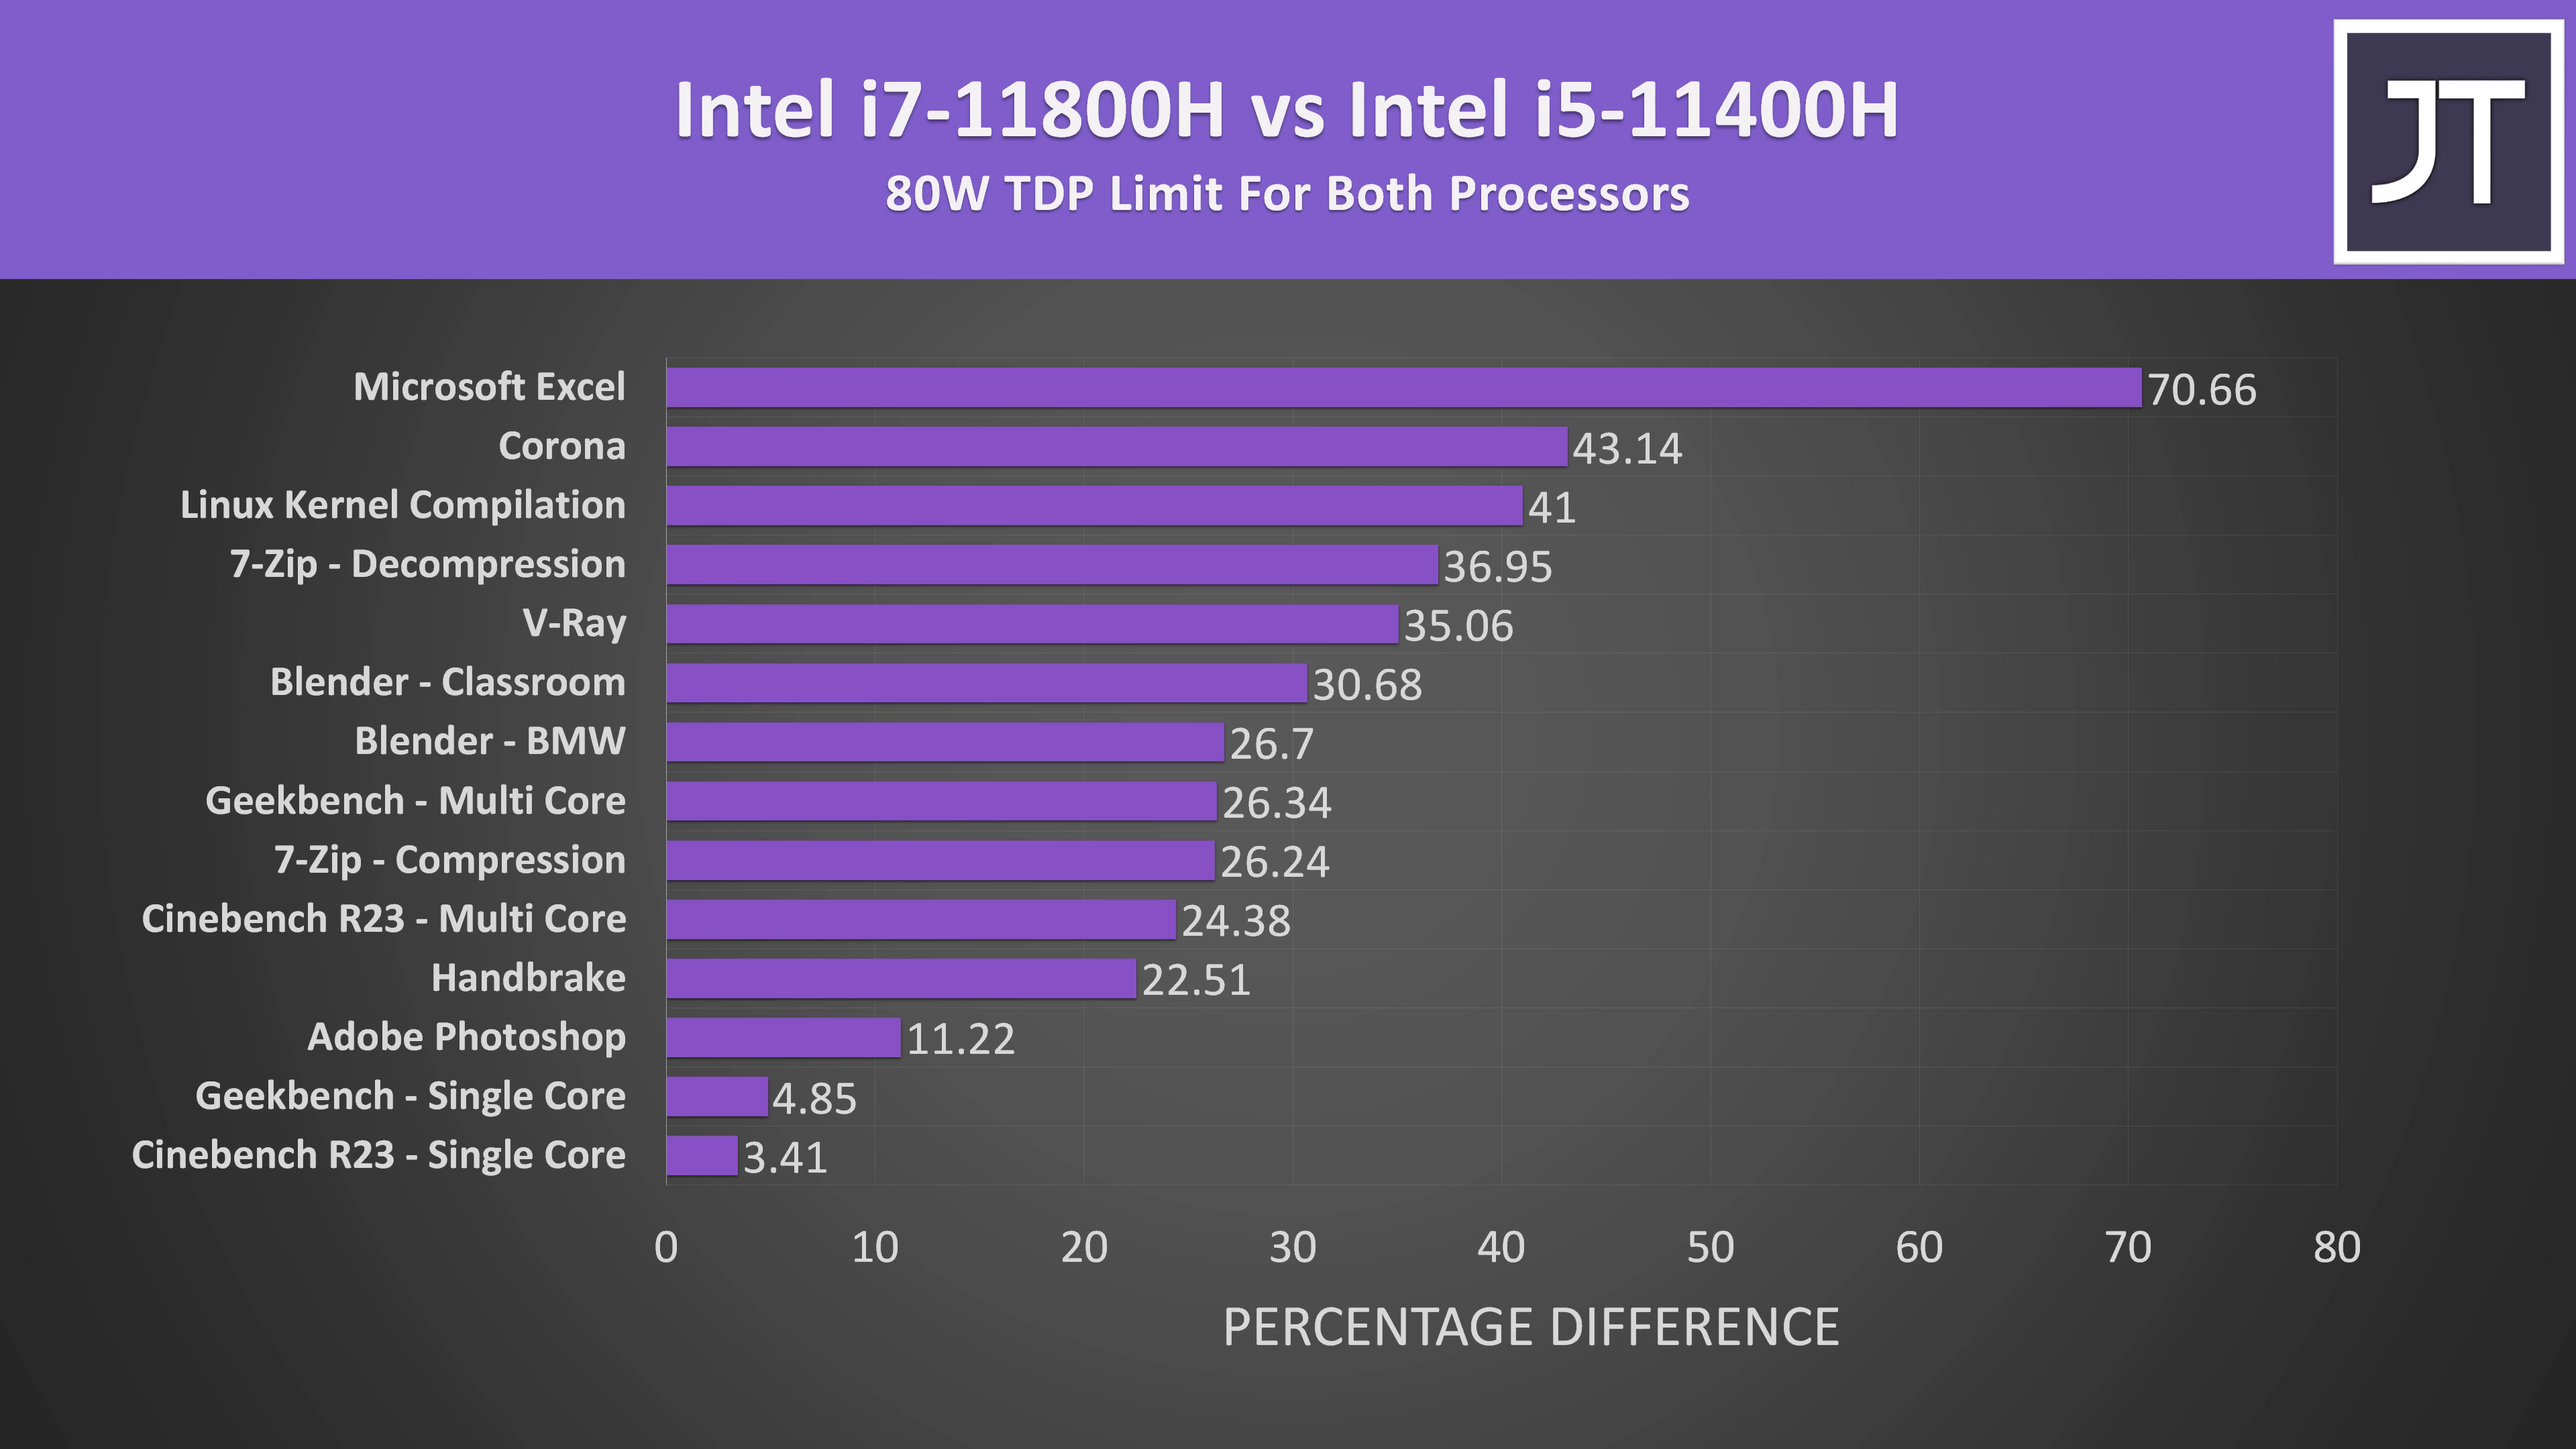 Intel i7-11800H vs Intel i5-11400H
80W TDP Limit For Both Processors
JT
Microsoft Excel 70.66
Corona 43.14
Linux Kernel Compilation 41
7-Zip - Decompression 36.95
V-Ray 35.06
Blender - Classroom 30.68
Blender - BMW 26.7
Geekbench - Multi Core 26.34
7-Zip - Compression 26.24
Cinebench R23 - Multi Core 24.38
Handbrake 22.51
Adobe Photoshop 11.22
Geekbench - Single Core 4.85
Cinebench R23 - Single Core 3.41
0 10 20 30 40 50 60 70 80
PERCENTAGE DIFFERENCE